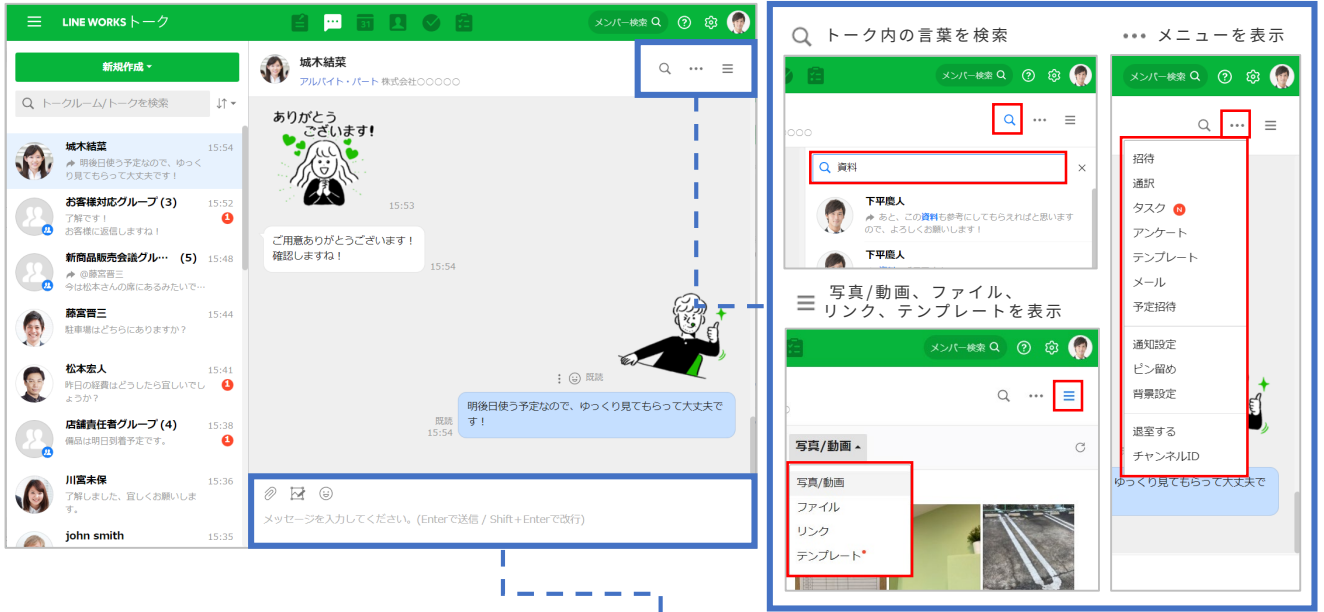 LINE WORKS トーク
31
メンバー検索
新規作成
トークルーム/トークを検索
城木結菜
15:54
明後日使う予定なので、ゆっく
り見てもらって大丈夫です！
お客様対応グループ (3)
15:52
了解です！
お客様に返信しますね！
1
新商品販売会議グル… (5)
15:48
@藤宮晋三
今は松本さんの席にあるみたいで…
藤宮晋三
15:44
駐車場はどちらにありますか？
松本宏人
15:41
昨日の経費はどうしたら宜しいでし
ょうか？
1
店舗責任者グループ (4)
15:38
備品は明日到着予定です。
1
川宮未保
15:36
了解しました、宜しくお願いしま
す。
john smith
15:35
城木結菜
アルバイト・パート 株式会社○○○○○
ありがとう
ございます!
15:53
ご用意ありがとうございます！
確認しますね！
15:54
既読
明後日使う予定なので、ゆっくり見てもらって大丈夫で
す！
既読
15:54
メッセージを入力してください。(Enterで送信 / Shift+Enterで改行)
トーク内の言葉を検索
メンバー検索
○○○
資料
下平慶人
あと、この資料も参考にしてもらえればと思います
ので、よろしくお願いします！
下平慶人
写真/動画、ファイル、
リンク、テンプレートを表示
メンバー検索
写真/動画
写真/動画
ファイル
リンク
テンプレート*
メニューを表示
メンバー検索
招待
通訳
タスク N
アンケート
テンプレート
メール
予定招待
通知設定
ピン留め
背景設定
退室する
チャンネルID
ゆっくり見てもらって大丈夫で